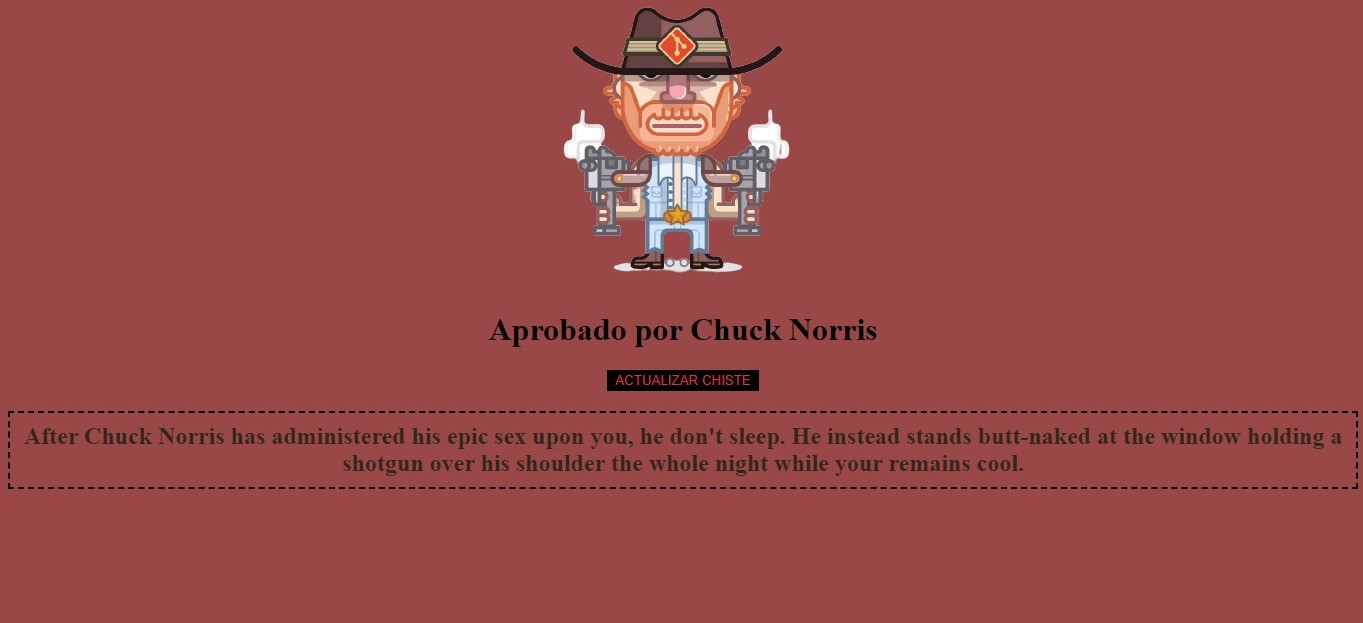 Aprobado por Chuck Norris
ACTUALIZAR CHISTE
After Chuck Norris has administered his epic sex upon you, he don't sleep. He instead stands butt-naked at the window holding a
shotgun over his shoulder the whole night while your remains cool.